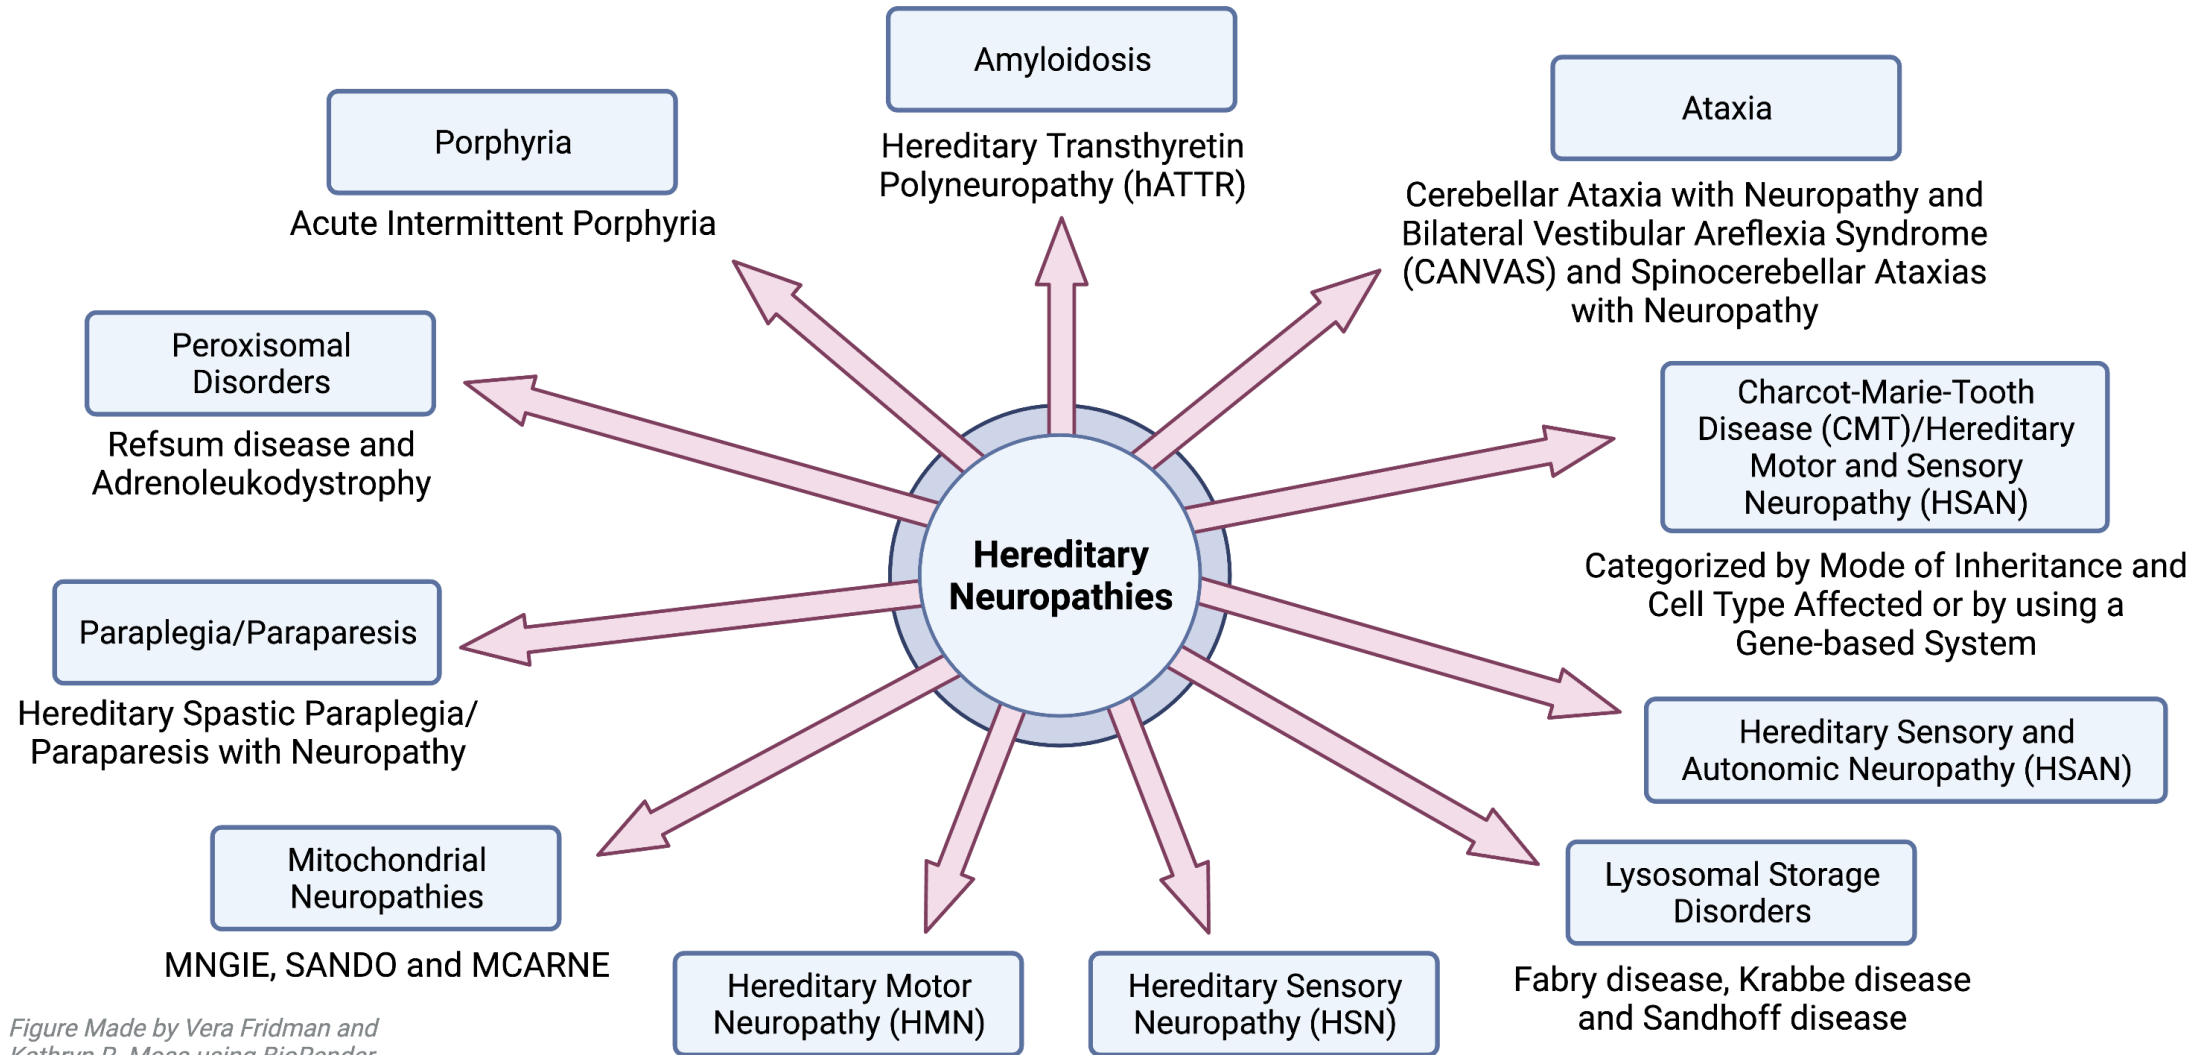 Amyloidosis
Hereditary Transthyretin
Polyneuropathy (hATTR)
Ataxia
Cerebellar Ataxia with Neuropathy and
Bilateral Vestibular Areflexia Syndrome
(CANVAS) and Spinocerebellar Ataxias
with Neuropathy
Charcot-Marie-Tooth
Disease (CMT)/Hereditary
Motor and Sensory
Neuropathy (HSAN)
Categorized by Mode of Inheritance and
Cell Type Affected or by using a
Gene-based System
Hereditary Sensory and
Autonomic Neuropathy (HSAN)
Lysosomal Storage
Disorders
Fabry disease, Krabbe disease
and Sandhoff disease
Hereditary Sensory
Neuropathy (HSN)
Hereditary Motor
Neuropathy (HMN)
Mitochondrial
Neuropathies
MNGIE, SANDO and MCARNE
Paraplegia/Paraparesis
Hereditary Spastic Paraplegia/
Paraparesis with Neuropathy
Peroxisomal
Disorders
Refsum disease and
Adrenoleukodystrophy
Porphyria
Acute Intermittent Porphyria
Hereditary
Neuropathies
Figure Made by Vera Fridman and
Kathryn R. Moss using BioRender